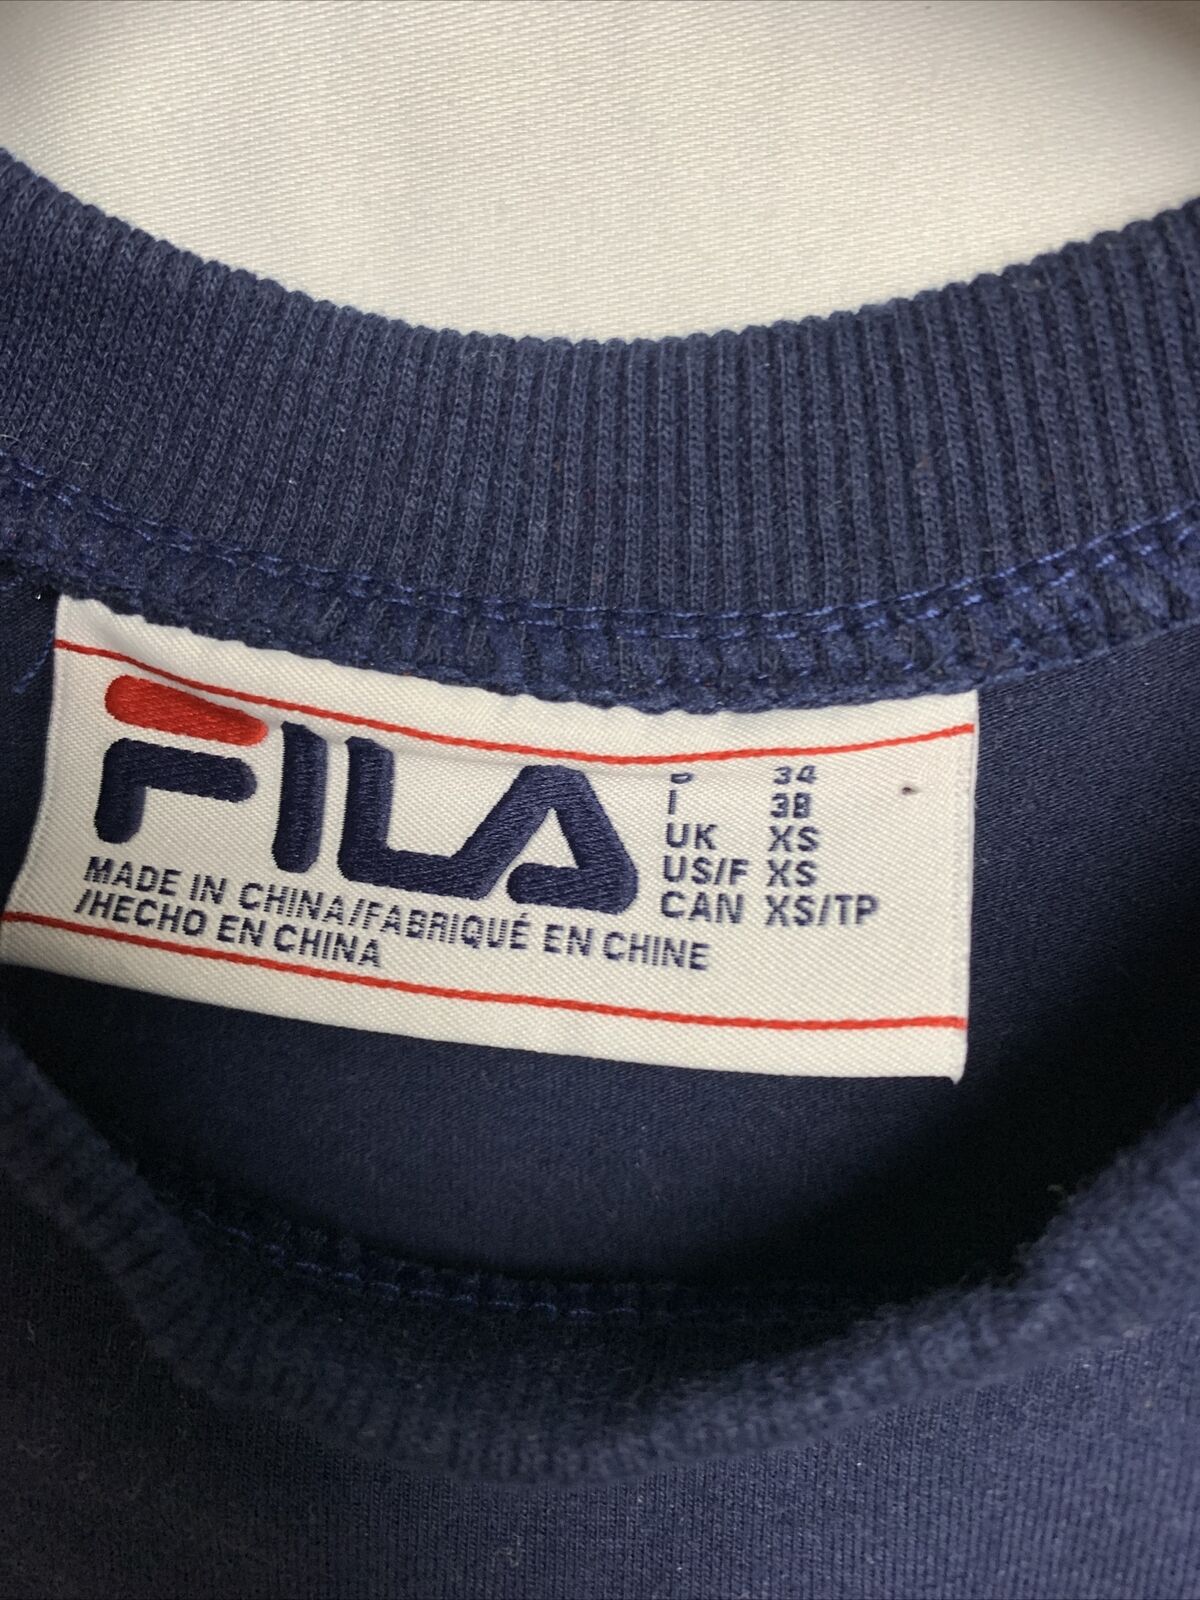 FILA
34
I 38
UK XS
US/F XS
CAN XS/TP
MADE IN CHINA/FABRIQUÉ EN CHINE
/HECHO EN CHINA